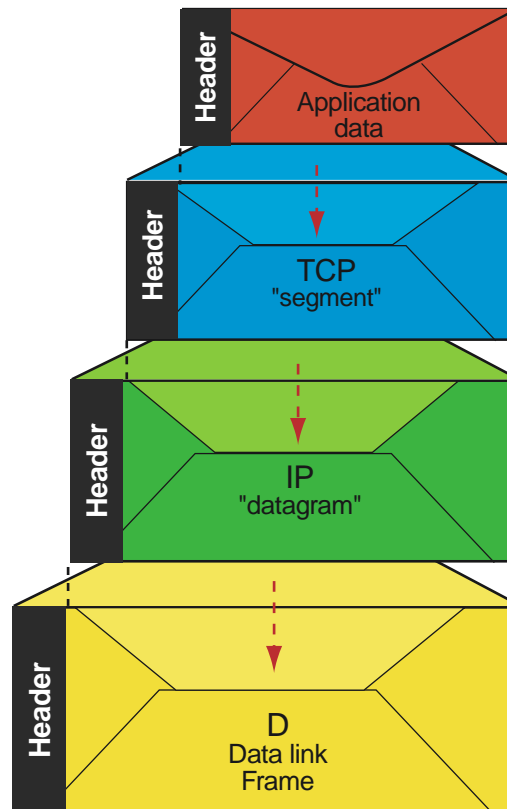 Header
Application
data
Header
TCP
"segment"
Header
IP
"datagram"
Header
D
Data link
Frame